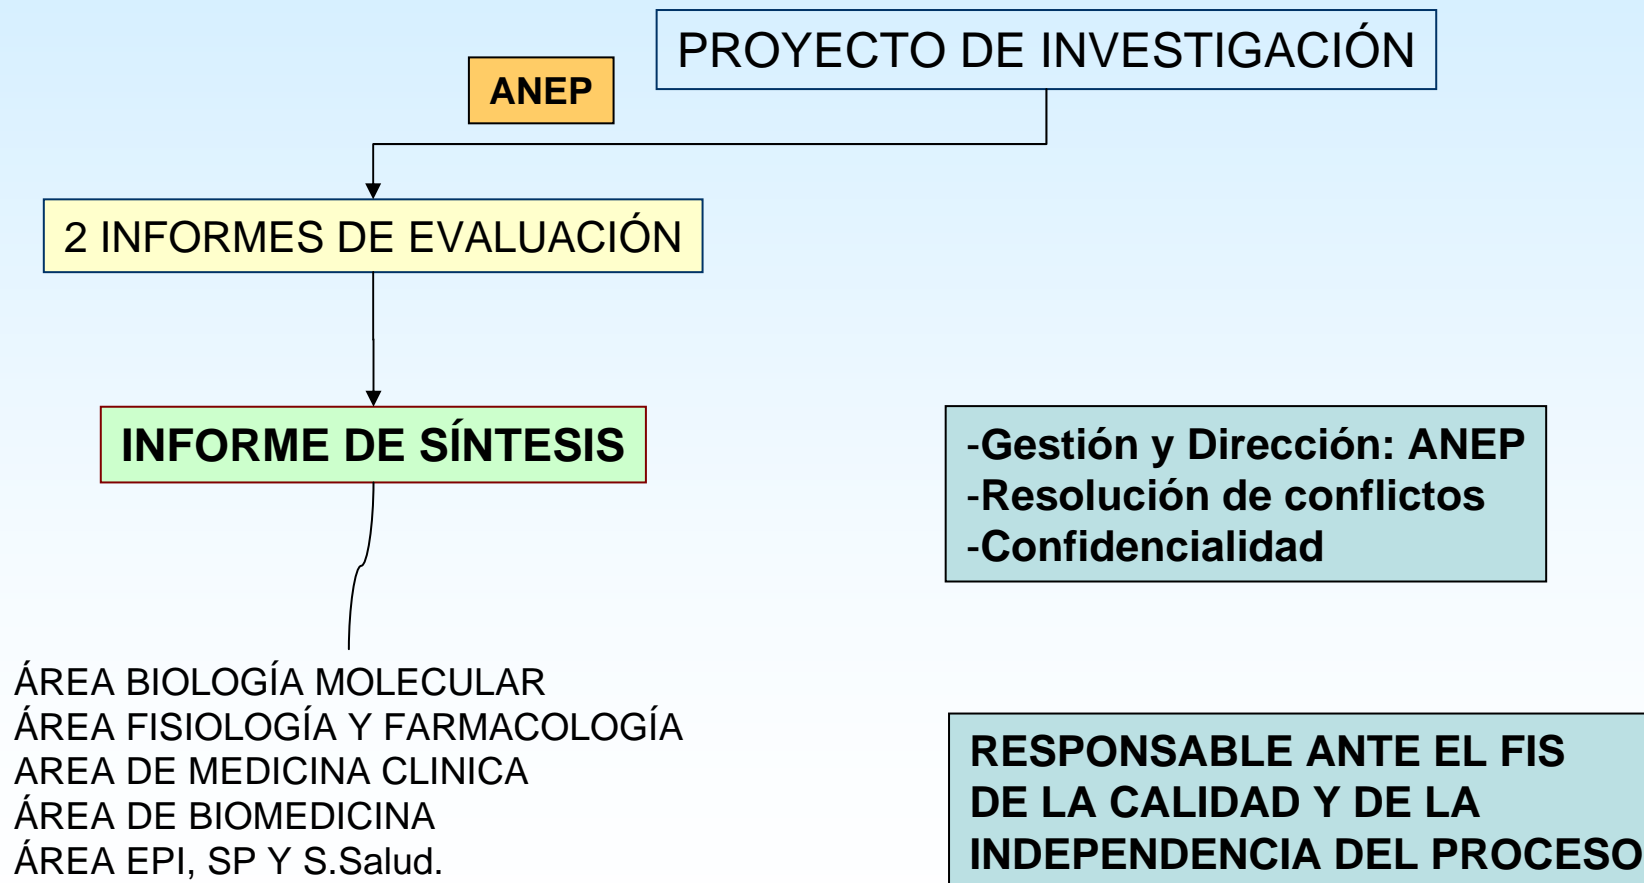 PROYECTO DE INVESTIGACIÓN
ANEP
2 INFORMES DE EVALUACIÓN
INFORME DE SÍNTESIS
-Gestión y Dirección: ANEP
-Resolución de conflictos
-Confidencialidad
ÁREA BIOLOGÍA MOLECULAR
ÁREA FISIOLOGÍA Y FARMACOLOGÍA
AREA DE MEDICINA CLINICA
ÁREA DE BIOMEDICINA
ÁREA EPI, SP Y S.Salud.
RESPONSABLE ANTE EL FIS
DE LA CALIDAD Y DE LA
INDEPENDENCIA DEL PROCESO